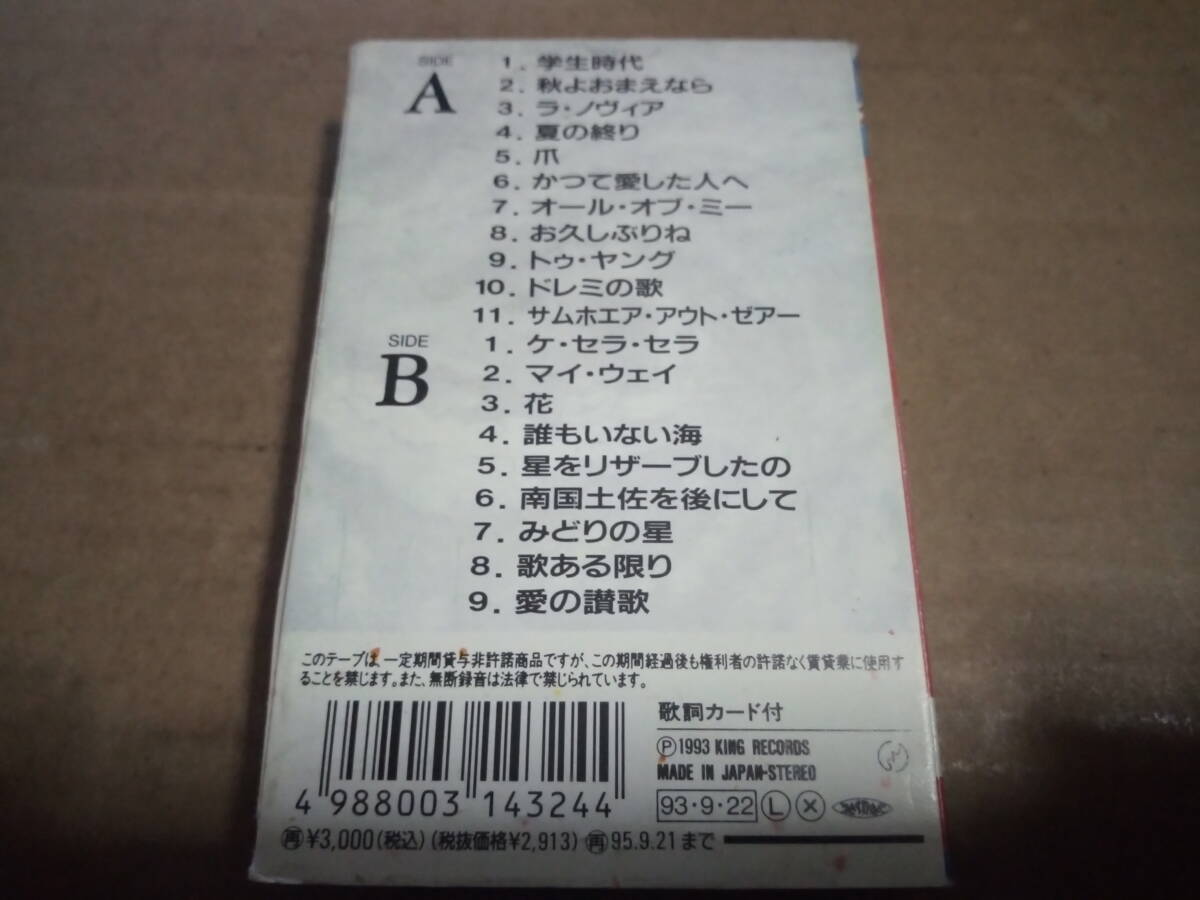 SIDE
A
1. 学生時代
2. 秋よおまえなら
3. ラ・ノヴィア
4. 夏の終り
5. 爪
6. かつて愛した人へ
7. オール・オブ・ミー
8. お久しぶりね
9. トゥ・ヤング
10. ドレミの歌
11. サムホエア・アウト・ゼアー
SIDE
B
1. ケ・セラ・セラ
2. マイ・ウェイ
3. 花
4. 誰もいない海
5. 星をリザーブしたの
6. 南国土佐を後にして
7. みどりの星
8. 歌ある限り
9. 愛の讃歌
このテープは、一定期間貸与非許諾商品ですが、この期間経過後も権利者の許諾なく賃貸業に使用す
ることを禁じます。また、無断録音は法律で禁じられています。
4 988003 143244
歌詞カード付
Ⓟ1993 KING RECORDS
MADE IN JAPAN-STEREO
93・9・22 Ⓛ Ⓧ JASRAC
㊢¥3,000(税込)(税抜価格¥2,913) 再95.9.21まで